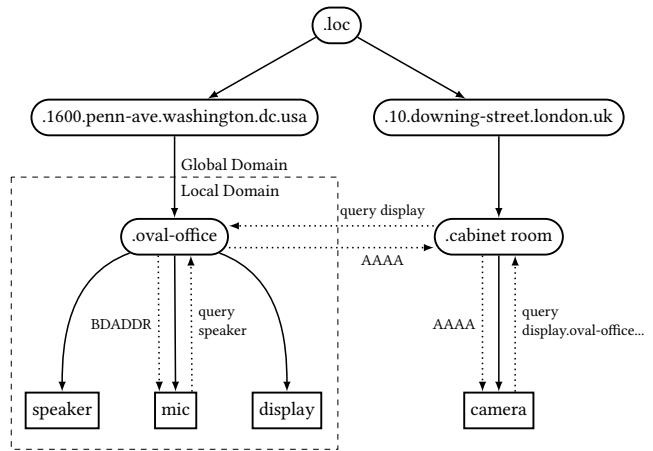 .loc
.1600.penn-ave.washington.dc.usa
.10.downing-street.london.uk
Global Domain
Local Domain
query display
.oval-office
.cabinet room
AAAA
BDADDR
query
speaker
AAAA
query
display.oval-office...
speaker
mic
display
camera